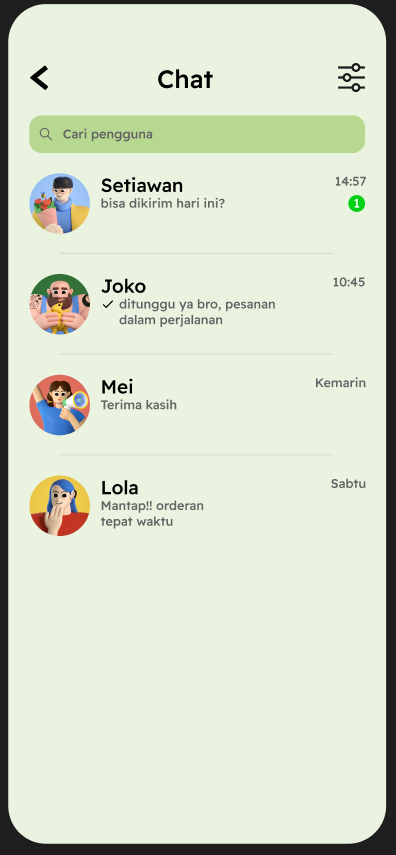 Chat
Cari pengguna
Setiawan
14:57
bisa dikirim hari ini?
1
Joko
10:45
ditunggu ya bro, pesanan
dalam perjalanan
Mei
Kemarin
Terima kasih
Lola
Sabtu
Mantap!! orderan
tepat waktu